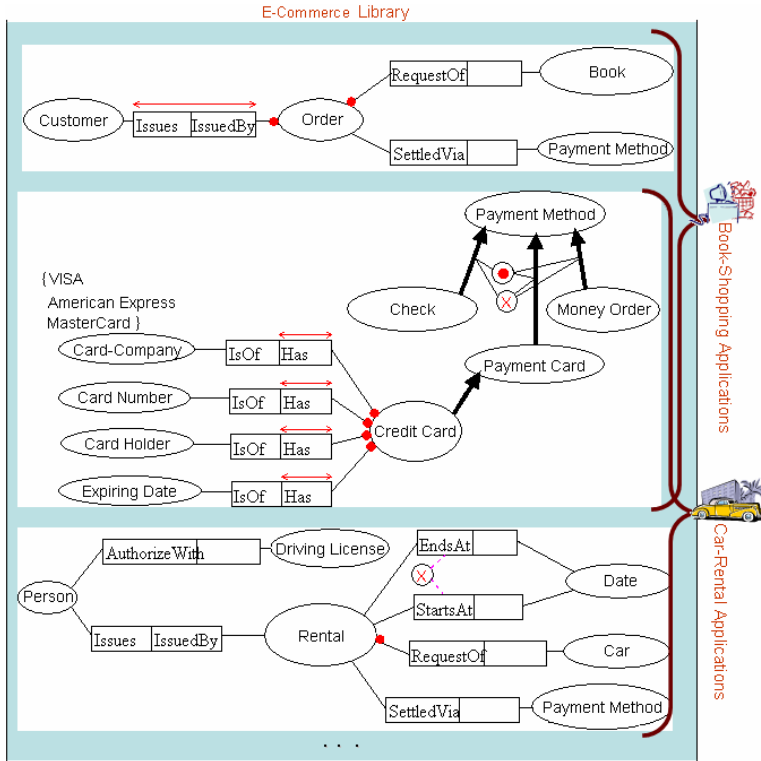 E-Commerce Library
RequestOf
Book
Customer
Issues
IssuedBy
Order
SettledVia
Payment Method
Payment Method
{VISA
American Express
MasterCard }
Check
Money Order
Card-Company
IsOf
Has
Payment Card
Card Number
IsOf
Has
Credit Card
Card Holder
IsOf
Has
Expiring Date
IsOf
Has
Book-Shopping Applications
AuthorizeWith
Driving License
EndsAt
Date
Person
StartsAt
Issues
IssuedBy
Rental
RequestOf
Car
SettledVia
Payment Method
Car-Rental Applications
. . .